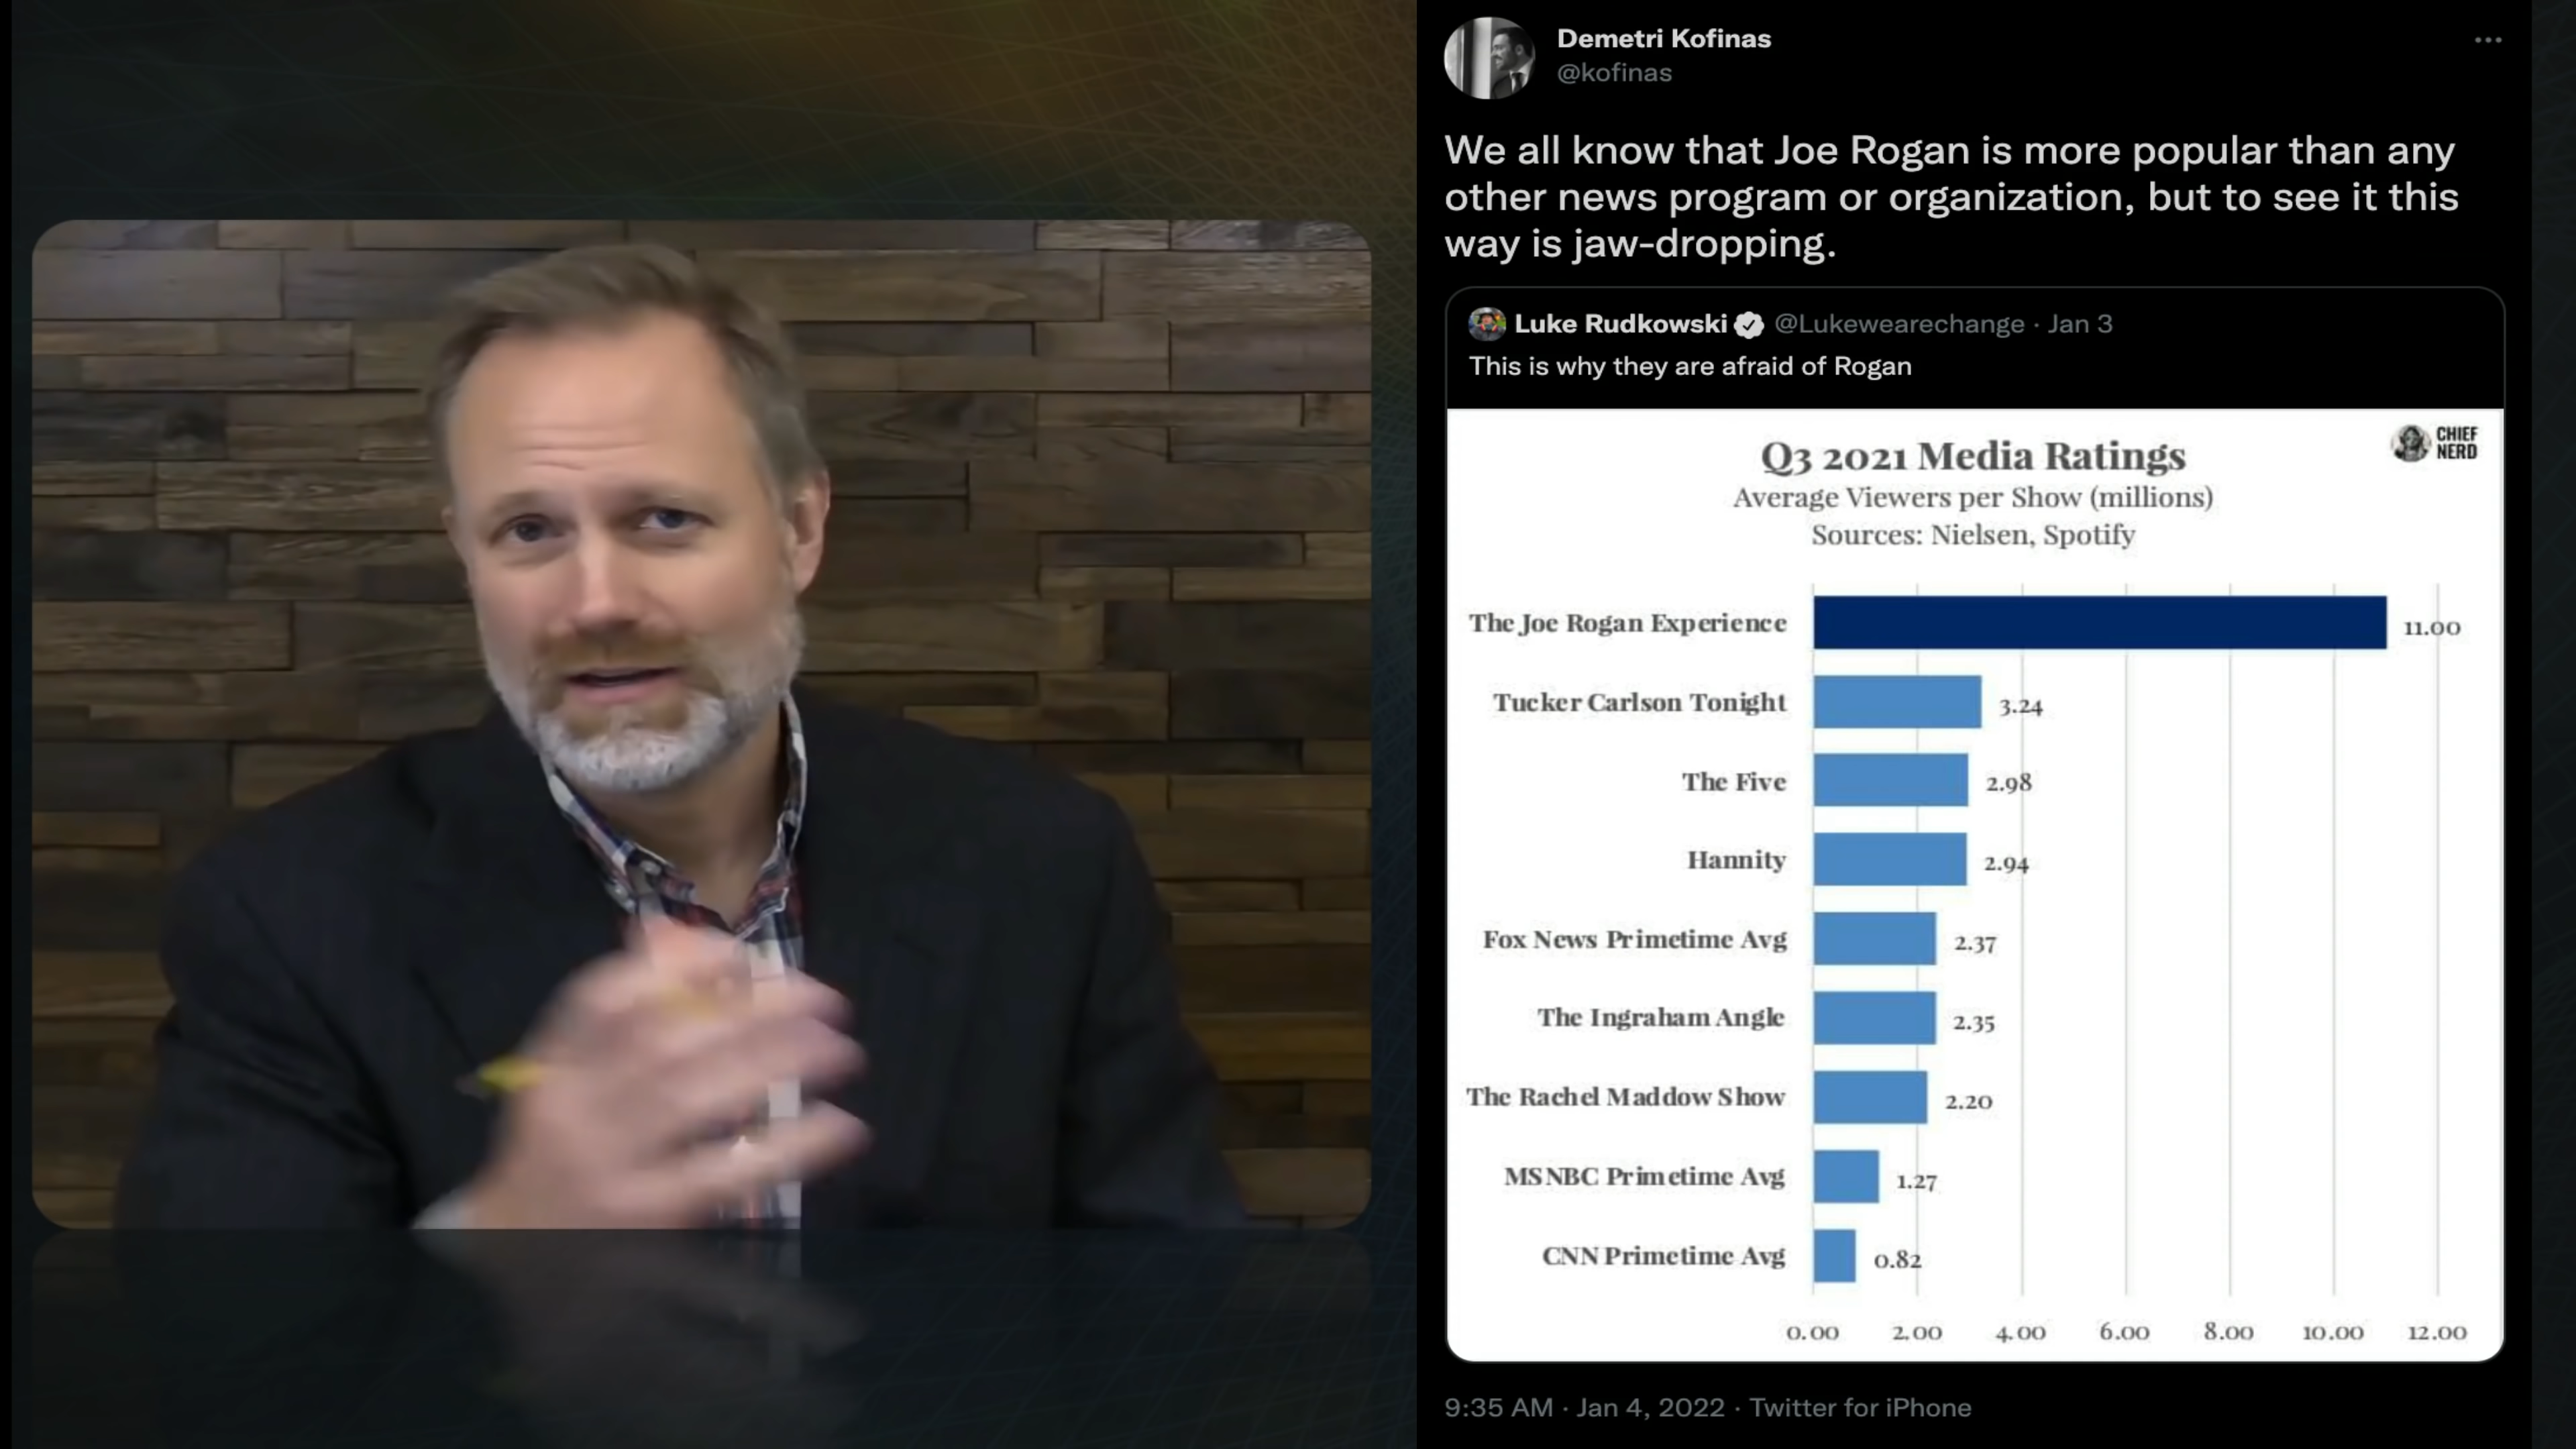 Demetri Kofinas
@kofinas
We all know that Joe Rogan is more popular than any
other news program or organization, but to see it this
way is jaw-dropping.
Luke Rudkowski @Lukewearechange · Jan 3
This is why they are afraid of Rogan
CHIEF
NERD
Q3 2021 Media Ratings
Average Viewers per Show (millions)
Sources: Nielsen, Spotify
The Joe Rogan Experience 11.00
Tucker Carlson Tonight 3.24
The Five 2.98
Hannity 2.94
Fox News Primetime Avg 2.37
The Ingraham Angle 2.35
The Rachel Maddow Show 2.20
MSNBC Primetime Avg 1.27
CNN Primetime Avg 0.82
0.00 2.00 4.00 6.00 8.00 10.00 12.00
9:35 AM · Jan 4, 2022 · Twitter for iPhone